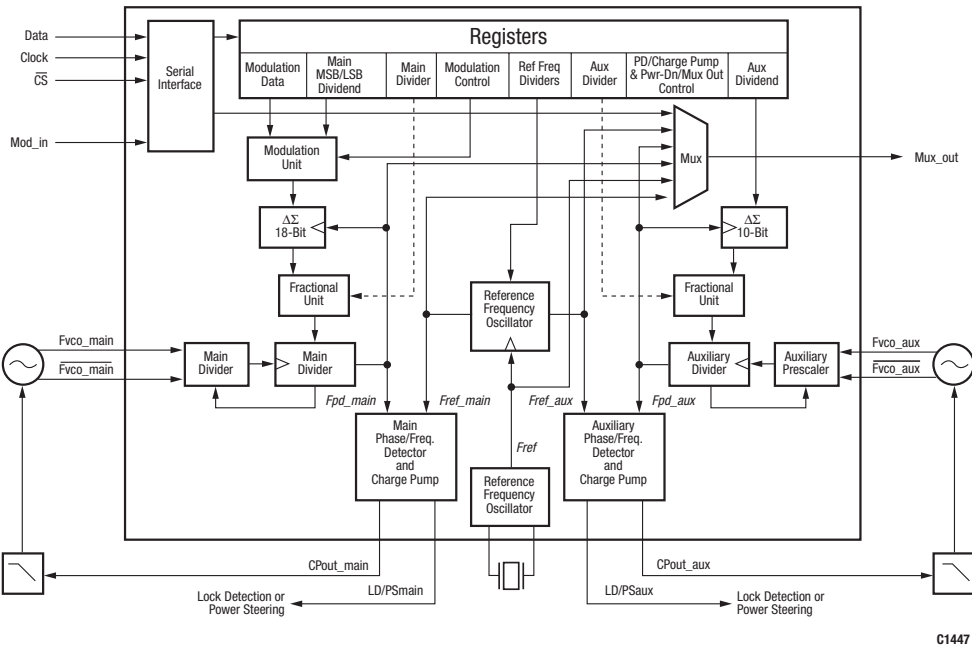 Data
Clock
CS
Mod_in
Serial
Interface
Registers
Modulation
Data
Main
MSB/LSB
Dividend
Main
Divider
Modulation
Control
Ref Freq
Dividers
Aux
Divider
PD/Charge Pump
& Pwr-Dn/Mux Out
Control
Aux
Dividend
Modulation
Unit
Mux
Mux_out
ΔΣ
18-Bit
ΔΣ
10-Bit
Fractional
Unit
Reference
Frequency
Oscillator
Fractional
Unit
Fvco_main
Fvco_main
Main
Divider
Main
Divider
Auxiliary
Divider
Auxiliary
Prescaler
Fvco_aux
Fvco_aux
Fpd_main
Fref_main
Fref_aux
Fpd_aux
Main
Phase/Freq.
Detector
and
Charge Pump
Fref
Reference
Frequency
Oscillator
Auxiliary
Phase/Freq.
Detector
and
Charge Pump
CPout_main
CPout_aux
LD/PSmain
LD/PSaux
Lock Detection or
Power Steering
Lock Detection or
Power Steering
C1447